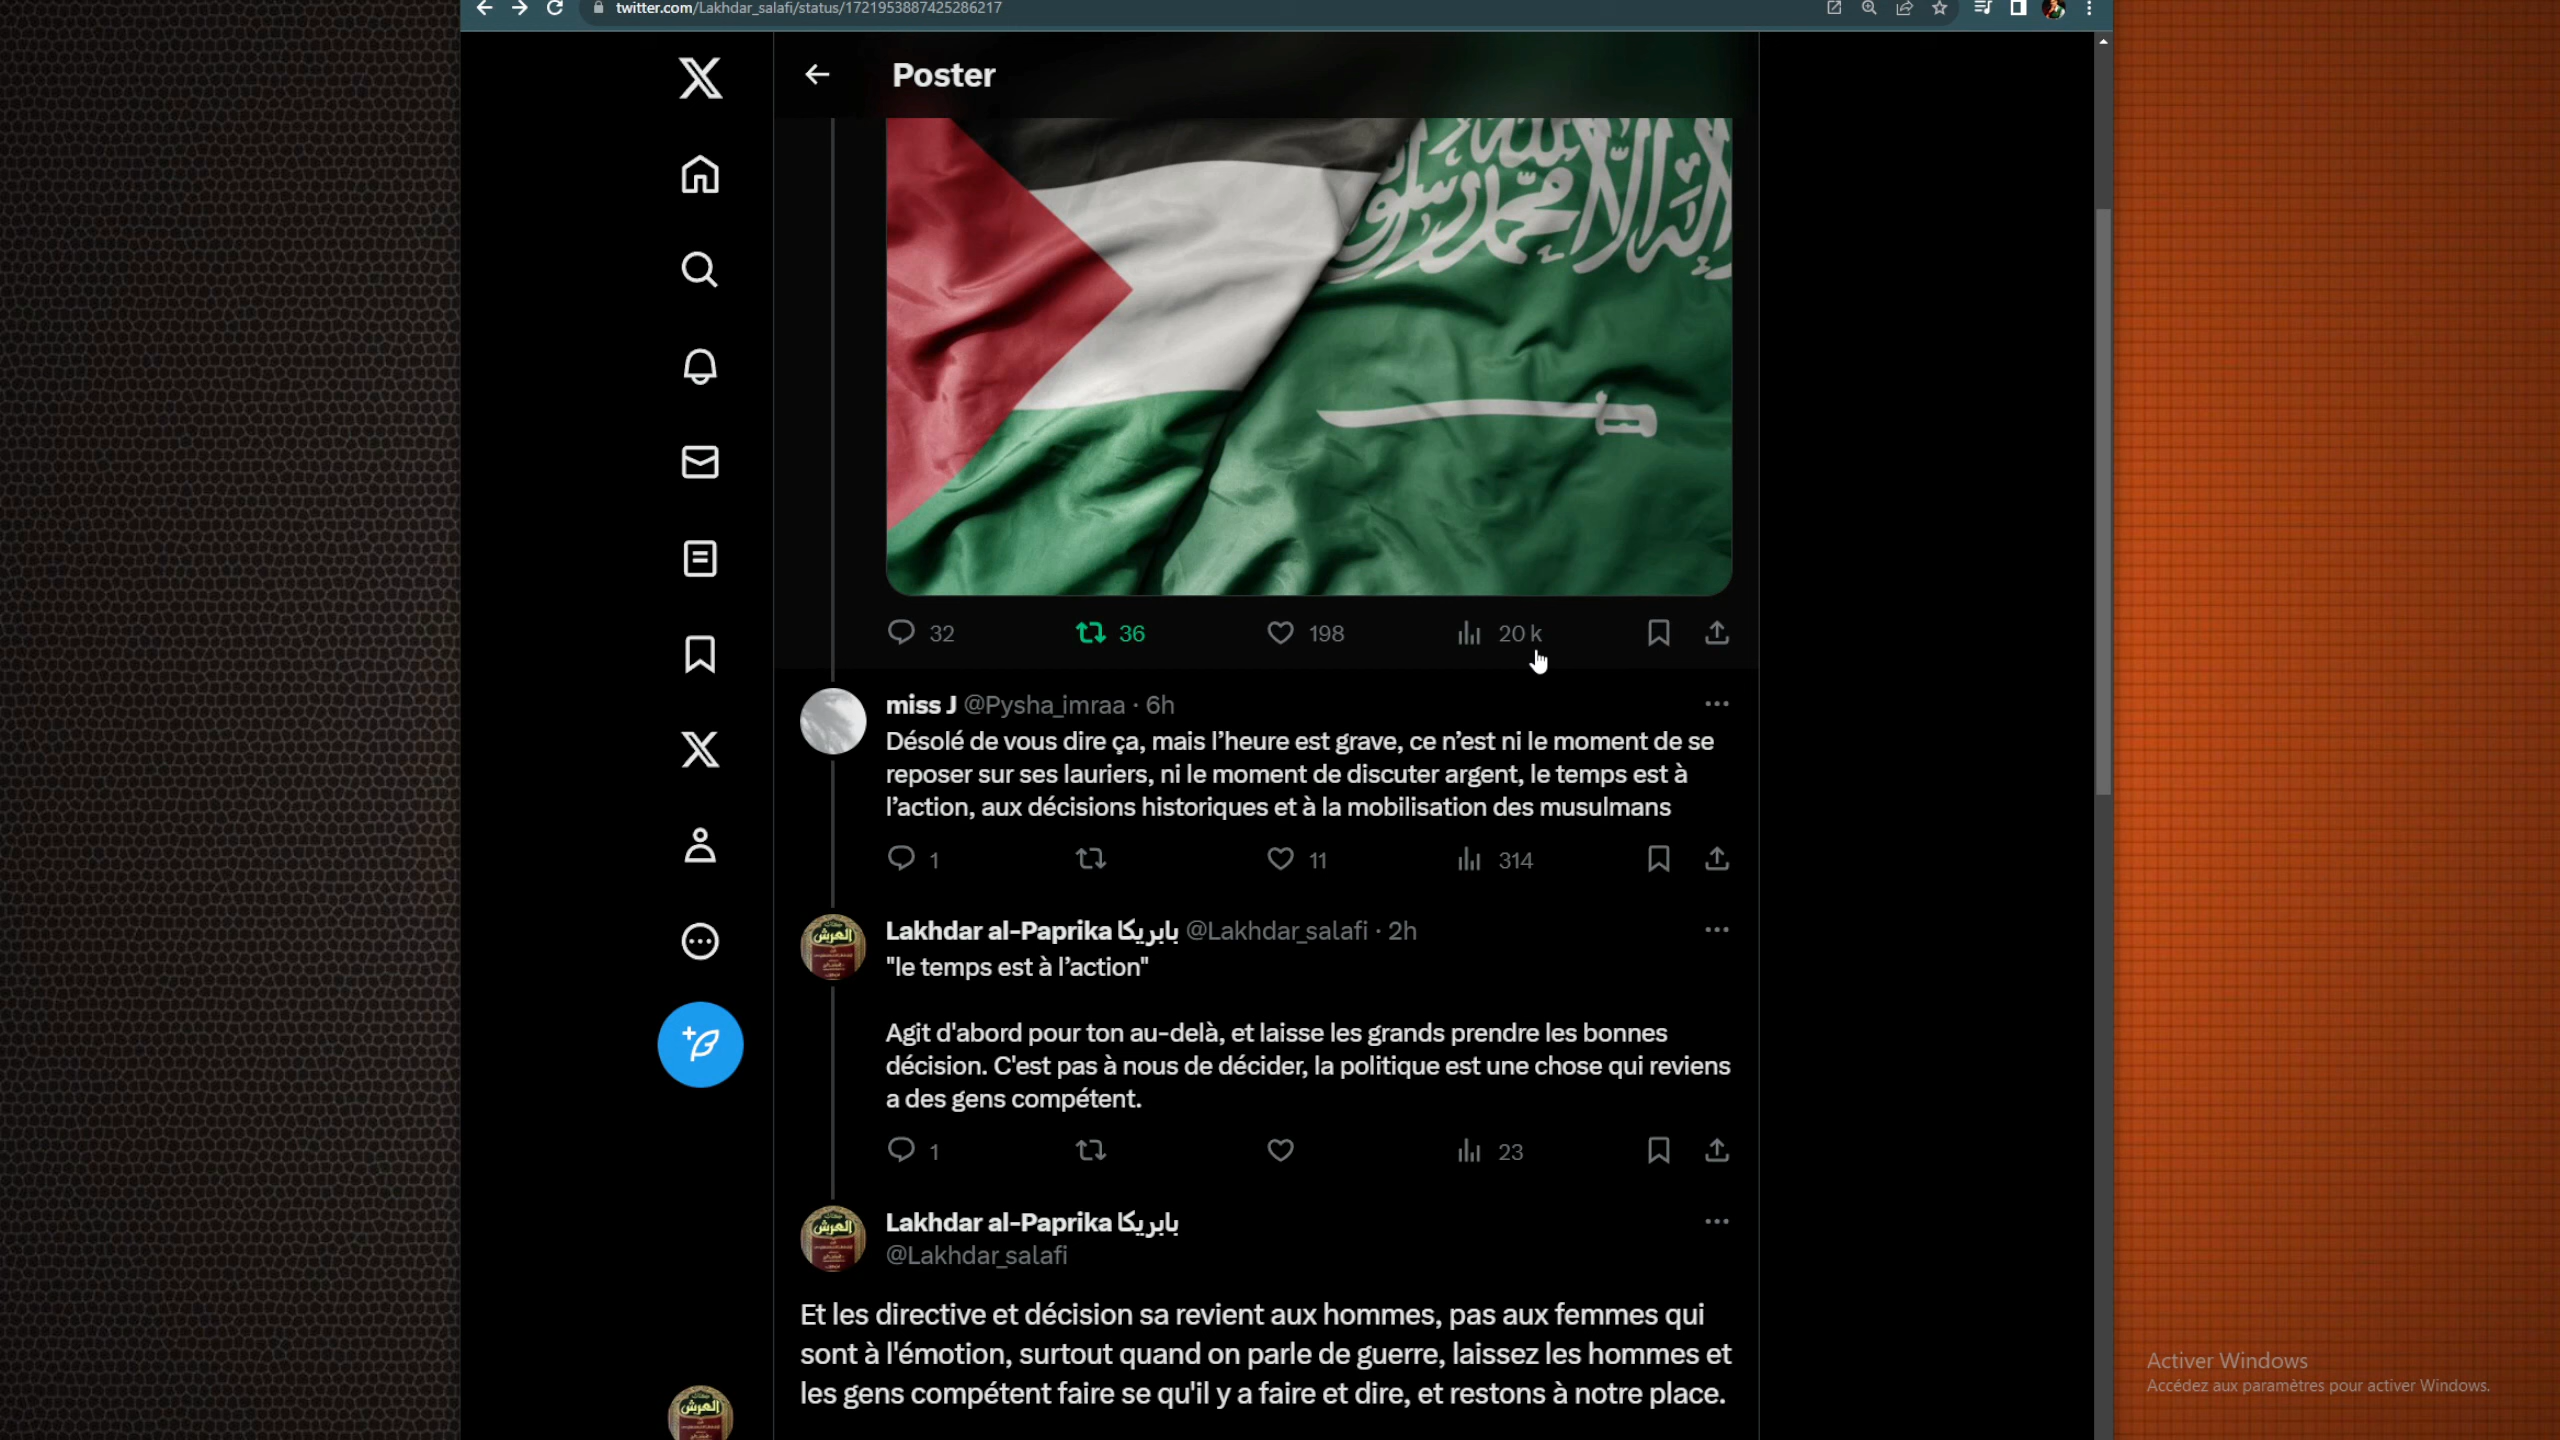 twitter.com/Lakhdar_salafi/status/1721953887425286217
Poster
32 36 198 20 k
miss J @Pysha_imraa · 6h
Désolé de vous dire ça, mais l’heure est grave, ce n’est ni le moment de se
reposer sur ses lauriers, ni le moment de discuter argent, le temps est à
l’action, aux décisions historiques et à la mobilisation des musulmans
1 11 314
Lakhdar al-Paprika بابريكا @Lakhdar_salafi · 2h
"le temps est à l’action"
Agit d'abord pour ton au-delà, et laisse les grands prendre les bonnes
décision. C'est pas à nous de décider, la politique est une chose qui reviens
a des gens compétent.
1 23
Lakhdar al-Paprika بابريكا
@Lakhdar_salafi
Et les directive et décision sa revient aux hommes, pas aux femmes qui
sont à l'émotion, surtout quand on parle de guerre, laissez les hommes et
les gens compétent faire se qu'il y a faire et dire, et restons à notre place.
العرش
Activer Windows
Accédez aux paramètres pour activer Windows.